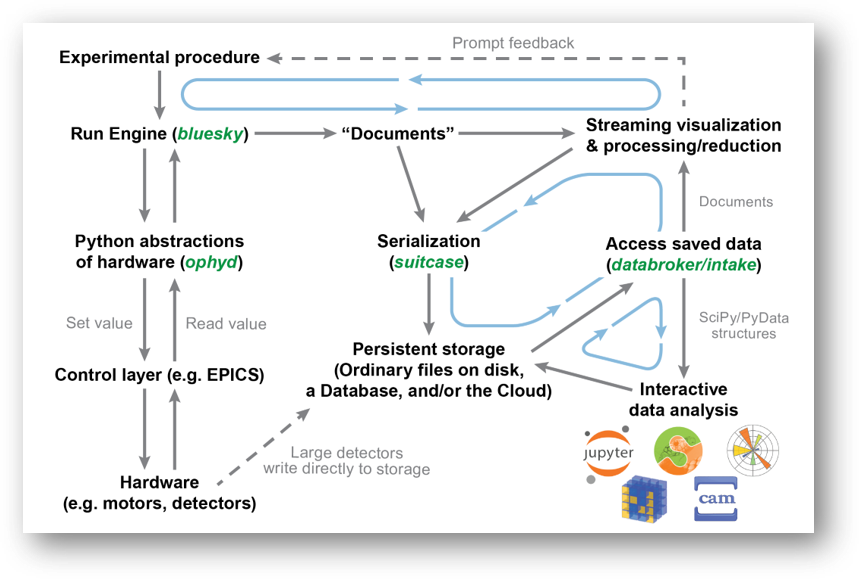 Prompt feedback
Experimental procedure
Run Engine (bluesky)
“Documents”
Streaming visualization
& processing/reduction
Documents
Python abstractions
of hardware (ophyd)
Serialization
(suitcase)
Access saved data
(databroker/intake)
Set value
Read value
SciPy/PyData
structures
Control layer (e.g. EPICS)
Persistent storage
(Ordinary files on disk,
a Database, and/or the Cloud)
Interactive
data analysis
Large detectors
write directly to storage
Hardware
(e.g. motors, detectors)
jupyter
cam